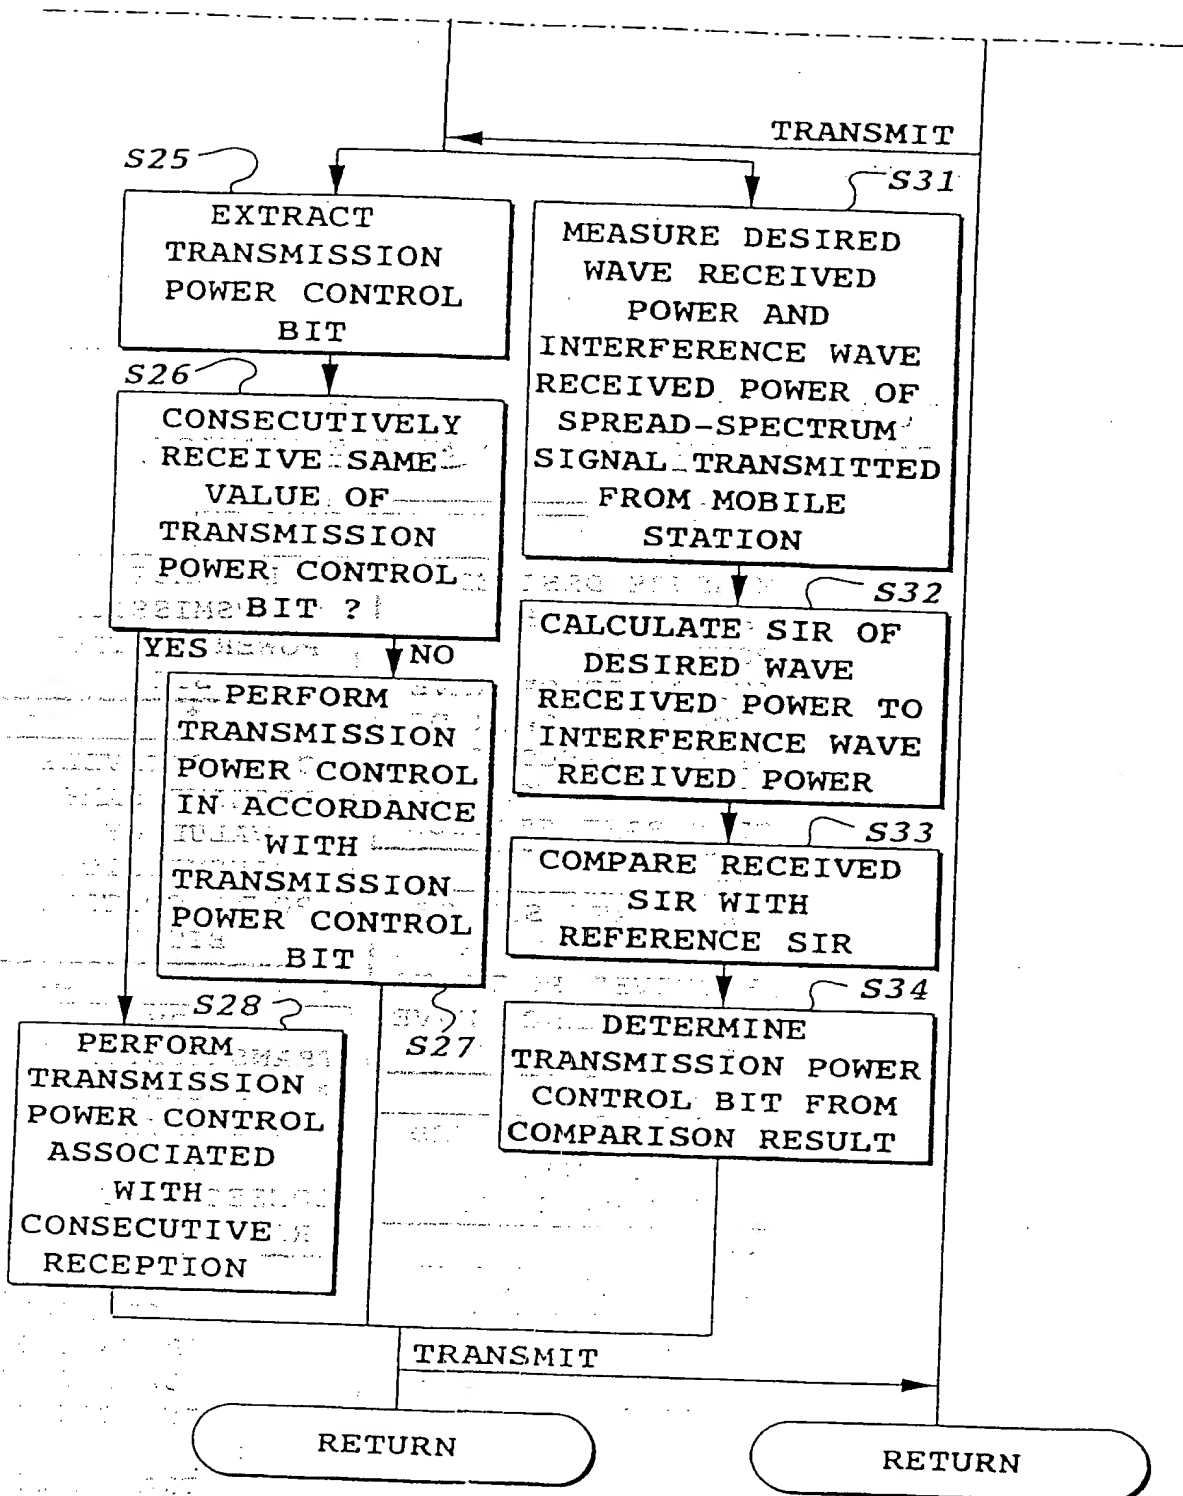 TRANSMIT
S25
EXTRACT
TRANSMISSION
POWER CONTROL
BIT
S31
MEASURE DESIRED
WAVE RECEIVED
POWER AND
INTERFERENCE WAVE
RECEIVED POWER OF
SPREAD-SPECTRUM
SIGNAL TRANSMITTED
FROM MOBILE
STATION
S26
CONSECUTIVELY
RECEIVE SAME
VALUE OF
TRANSMISSION
POWER CONTROL
BIT ?
YES
NO
S32
CALCULATE SIR OF
DESIRED WAVE
RECEIVED POWER TO
INTERFERENCE WAVE
RECEIVED POWER
PERFORM
TRANSMISSION
POWER CONTROL
IN ACCORDANCE
WITH
TRANSMISSION
POWER CONTROL
BIT
S27
S33
COMPARE RECEIVED
SIR WITH
REFERENCE SIR
S34
DETERMINE
TRANSMISSION POWER
CONTROL BIT FROM
COMPARISON RESULT
S28
PERFORM
TRANSMISSION
POWER CONTROL
ASSOCIATED
WITH
CONSECUTIVE
RECEPTION
TRANSMIT
RETURN
RETURN